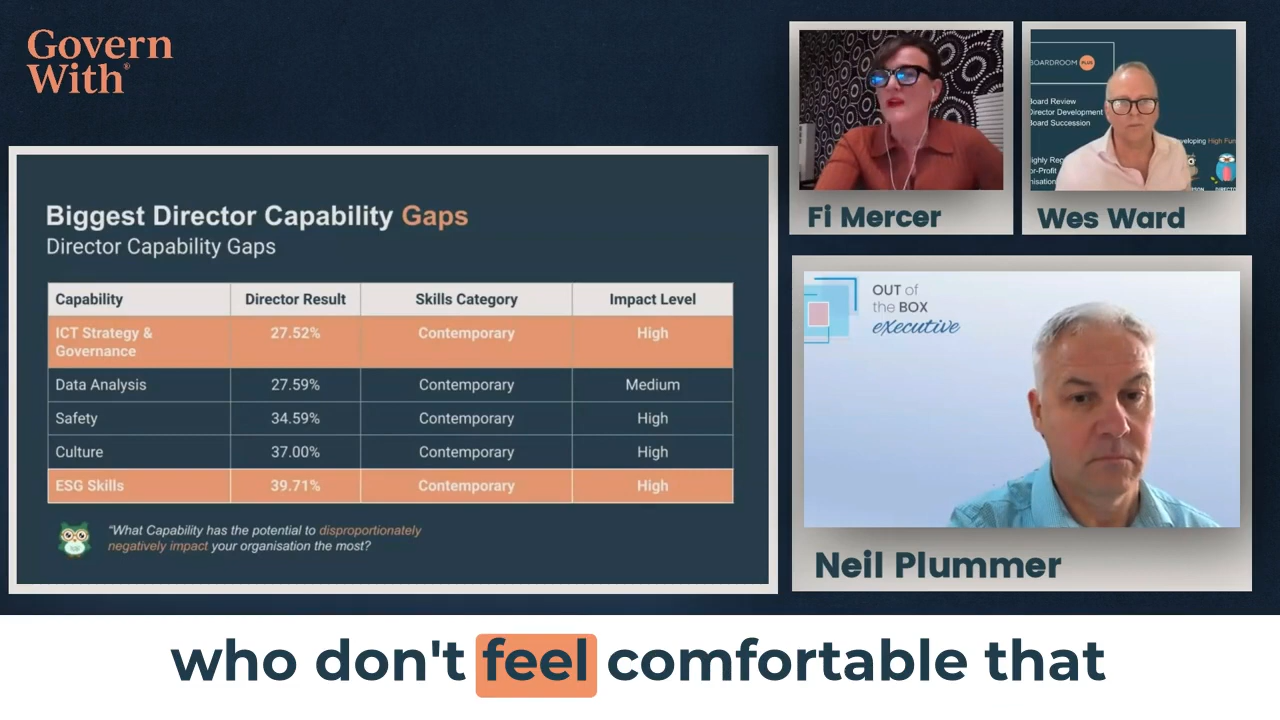 Govern
With®
Biggest Director Capability Gaps
Director Capability Gaps
Capability Director Result Skills Category Impact Level
ICT Strategy & Governance 27.52% Contemporary High
Data Analysis 27.59% Contemporary Medium
Safety 34.59% Contemporary High
Culture 37.00% Contemporary High
ESG Skills 39.71% Contemporary High
"What Capability has the potential to disproportionately
negatively impact your organisation the most?
Fi Mercer
BOARDROOM PLUS
Board Review
Director Development
Board Succession
Wes Ward
OUT of
the BOX
executive
Neil Plummer
who don't feel comfortable that